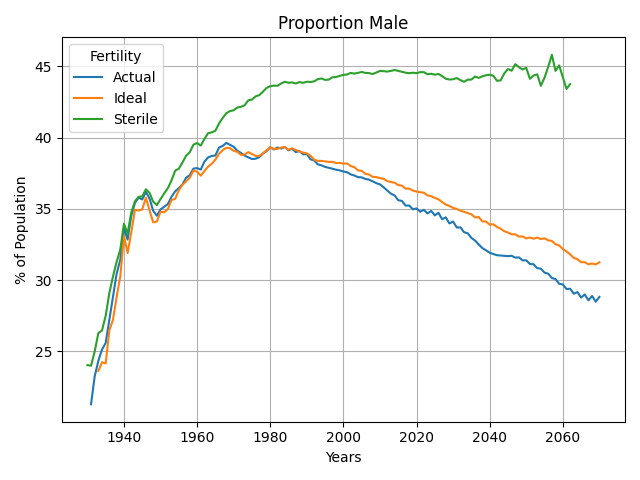 Proportion Male
Fertility
Actual
Ideal
Sterile
% of Population
45
40
35
30
25
1940 1960 1980 2000 2020 2040 2060
Years